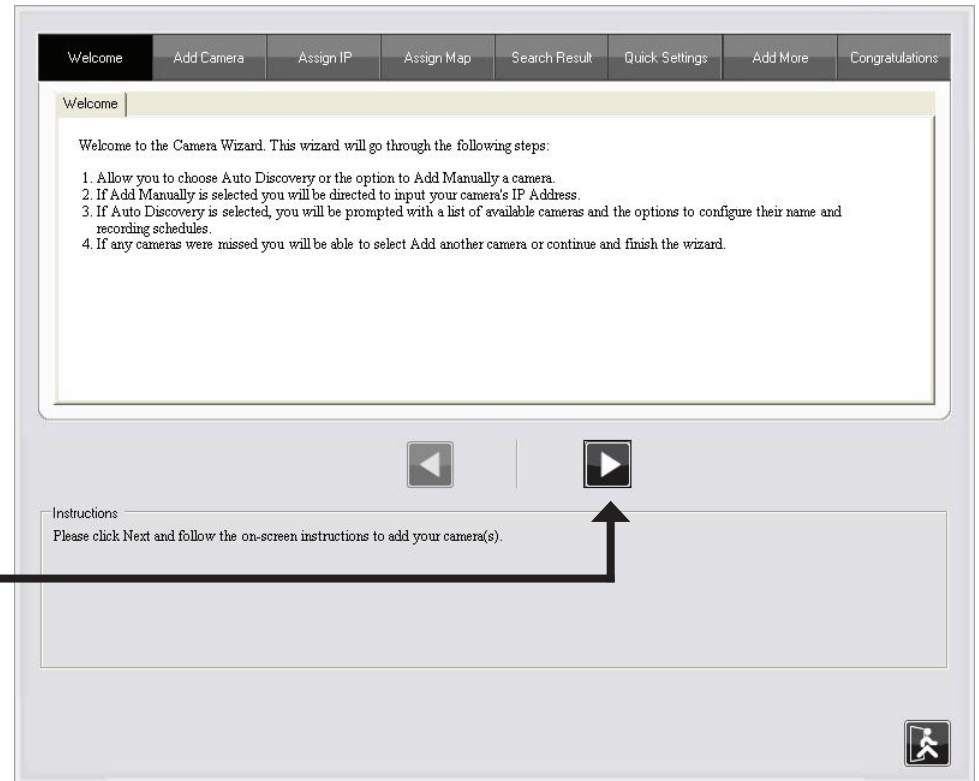 Welcome Add Camera Assign IP Assign Map Search Result Quick Settings Add More Congratulations
Welcome
Welcome to the Camera Wizard. This wizard will go through the following steps:
1. Allow you to choose Auto Discovery or the option to Add Manually a camera.
2. If Add Manually is selected you will be directed to input your camera's IP Address.
3. If Auto Discovery is selected, you will be prompted with a list of available cameras and the options to configure their name and
recording schedules.
4. If any cameras were missed you will be able to select Add another camera or continue and finish the wizard.
Instructions
Please click Next and follow the on-screen instructions to add your camera(s).